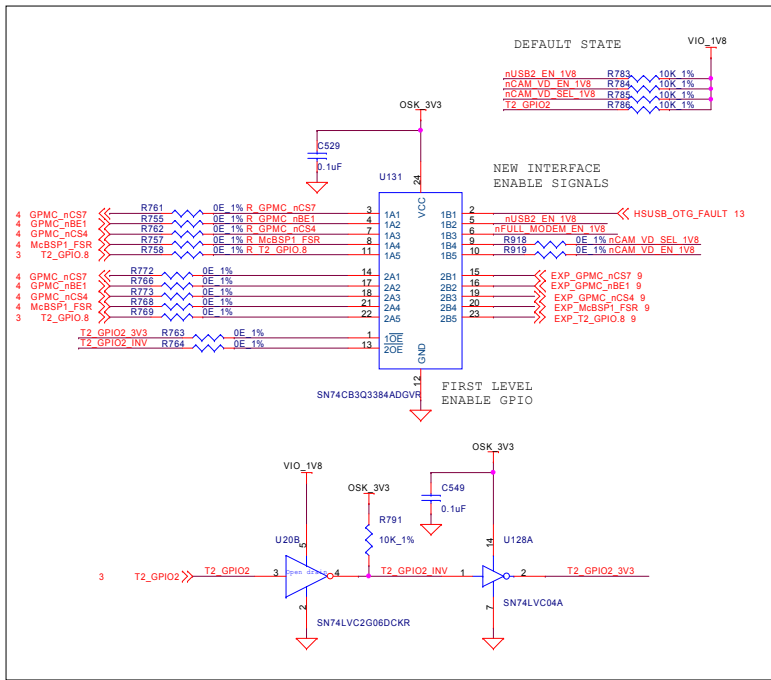 DEFAULT STATE
VIO_1V8
nUSB2_EN_1V8 R783 10K_1%
nCAM_VD_EN_1V8 R784 10K_1%
nCAM_VD_SEL_1V8 R785 10K_1%
T2_GPIO2 R786 10K_1%
OSK_3V3
C529
0.1uF
U131
NEW INTERFACE
ENABLE SIGNALS
24
VCC
4 GPMC_nCS7 R761 0E_1% R_GPMC_nCS7 3 1A1 1B1 2 HSUSB_OTG_FAULT 13
4 GPMC_nBE1 R755 0E_1% R_GPMC_nBE1 4 1A2 1B2 5 nUSB2_EN_1V8
4 GPMC_nCS4 R762 0E_1% R_GPMC_nCS4 7 1A3 1B3 6 nFULL_MODEM_EN_1V8
4 McBSP1_FSR R757 0E_1% R_McBSP1_FSR 8 1A4 1B4 9 R918 0E_1% nCAM_VD_SEL_1V8
3 T2_GPIO.8 R758 0E_1% R_T2_GPIO.8 11 1A5 1B5 10 R919 0E_1% nCAM_VD_EN_1V8
4 GPMC_nCS7 R772 0E_1% 14 2A1 2B1 15 EXP_GPMC_nCS7 9
4 GPMC_nBE1 R766 0E_1% 17 2A2 2B2 16 EXP_GPMC_nBE1 9
4 GPMC_nCS4 R773 0E_1% 18 2A3 2B3 19 EXP_GPMC_nCS4 9
4 McBSP1_FSR R768 0E_1% 21 2A4 2B4 20 EXP_McBSP1_FSR 9
3 T2_GPIO.8 R769 0E_1% 22 2A5 2B5 23 EXP_T2_GPIO.8 9
T2_GPIO2_3V3 R763 0E_1% 1 1OE
T2_GPIO2_INV R764 0E_1% 13 2OE
GND
12
SN74CB3Q3384ADGVR
FIRST LEVEL
ENABLE GPIO
VIO_1V8
OSK_3V3
OSK_3V3
C549
0.1uF
R791
10K_1%
U20B
U128A
5
14
3 T2_GPIO2 T2_GPIO2 3 Open drain 4 T2_GPIO2_INV 1 2 T2_GPIO2_3V3
2
7
SN74LVC2G06DCKR
SN74LVC04A